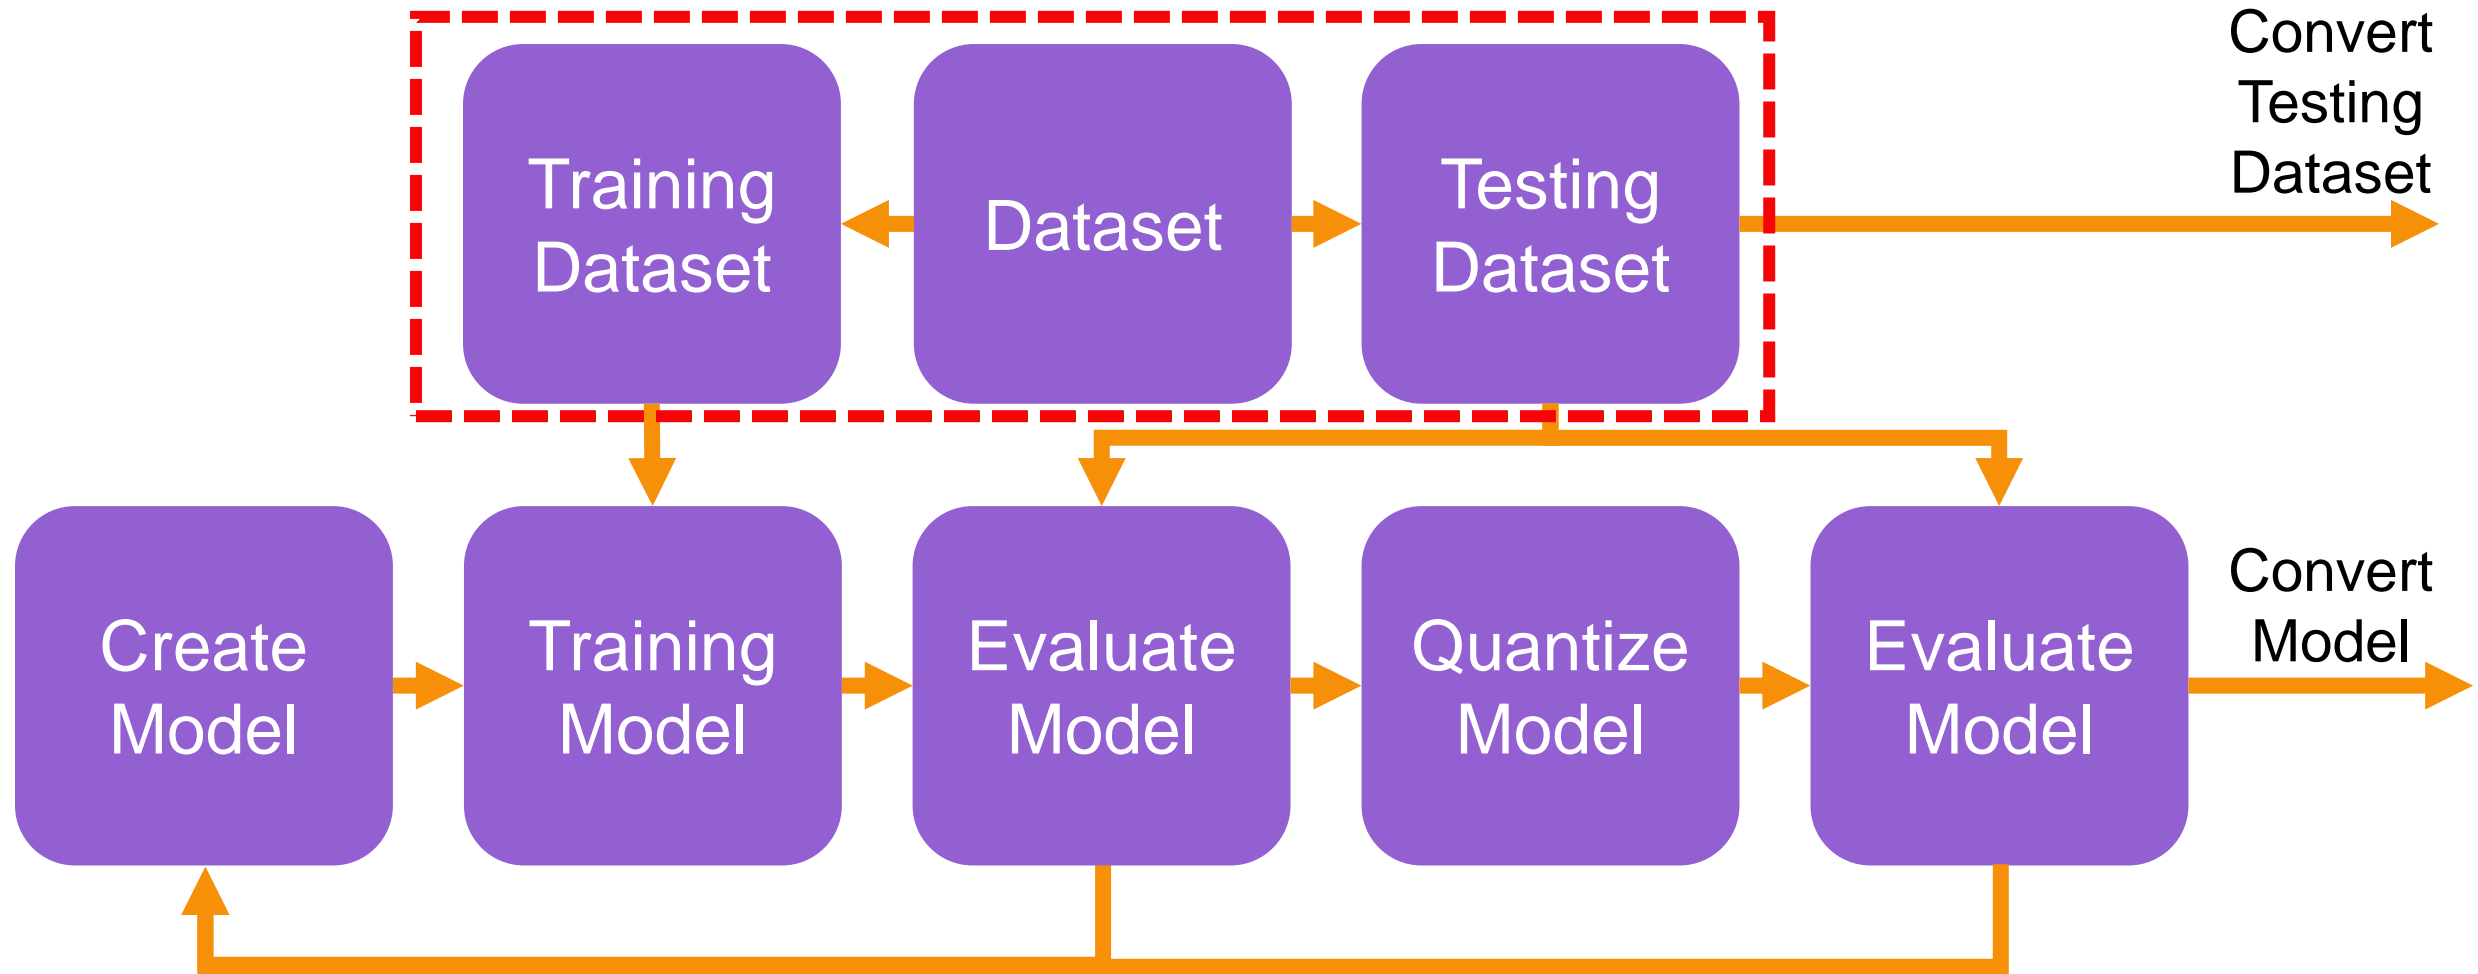 Training
Dataset
Dataset
Testing
Dataset
Convert
Testing
Dataset
Create
Model
Training
Model
Evaluate
Model
Quantize
Model
Evaluate
Model
Convert
Model